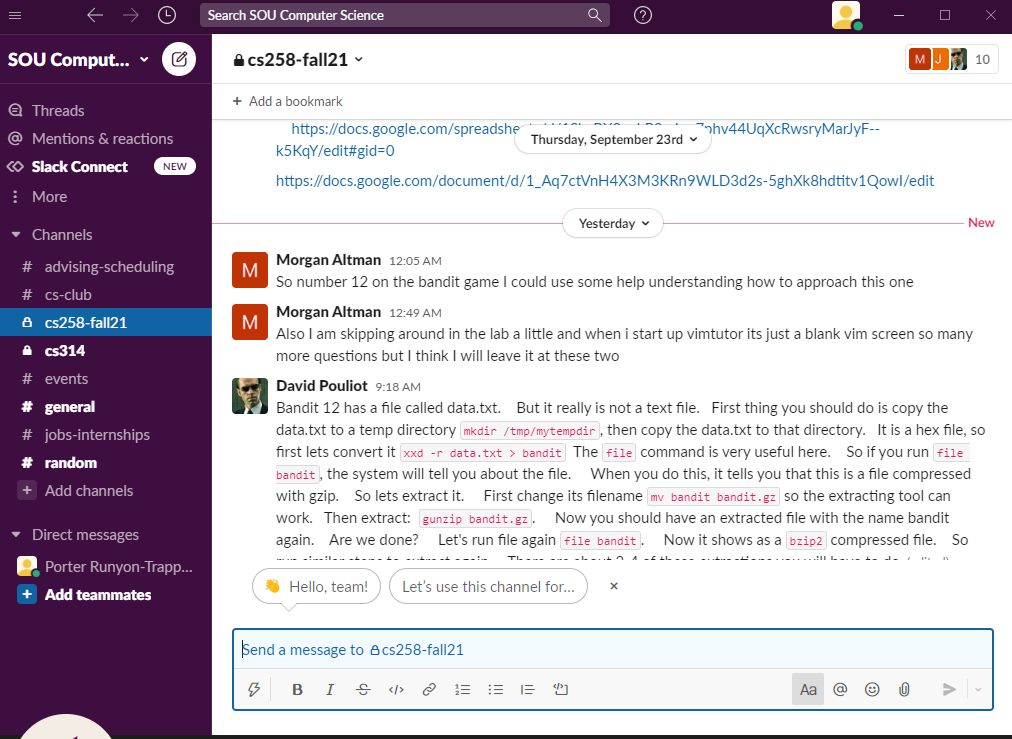 Search SOU Computer Science
SOU Comput...
Threads
Mentions & reactions
Slack Connect NEW
More
Channels
# advising-scheduling
# cs-club
cs258-fall21
cs314
# events
# general
# jobs-internships
# random
+ Add channels
Direct messages
Porter Runyon-Trapp...
+ Add teammates
cs258-fall21
M J 10
+ Add a bookmark
Thursday, September 23rd
k5KqY/edit#gid=0
https://docs.google.com/document/d/1_Aq7ctVnH4X3M3KRn9WLD3d2s-5ghXk8hdtitv1QowI/edit
Yesterday New
M Morgan Altman 12:05 AM
So number 12 on the bandit game I could use some help understanding how to approach this one
M Morgan Altman 12:49 AM
Also I am skipping around in the lab a little and when i start up vimtutor its just a blank vim screen so many
more questions but I think I will leave it at these two
David Pouliot 9:18 AM
Bandit 12 has a file called data.txt. But it really is not a text file. First thing you should do is copy the
data.txt to a temp directory mkdir /tmp/mytempdir, then copy the data.txt to that directory. It is a hex file, so
first lets convert it xxd -r data.txt > bandit The file command is very useful here. So if you run file
bandit, the system will tell you about the file. When you do this, it tells you that this is a file compressed
with gzip. So lets extract it. First change its filename mv bandit bandit.gz so the extracting tool can
work. Then extract: gunzip bandit.gz. Now you should have an extracted file with the name bandit
again. Are we done? Let's run file again file bandit. Now it shows as a bzip2 compressed file. So
Hello, team! Let's use this channel for... ×
Send a message to cs258-fall21
B I S </> Aa @